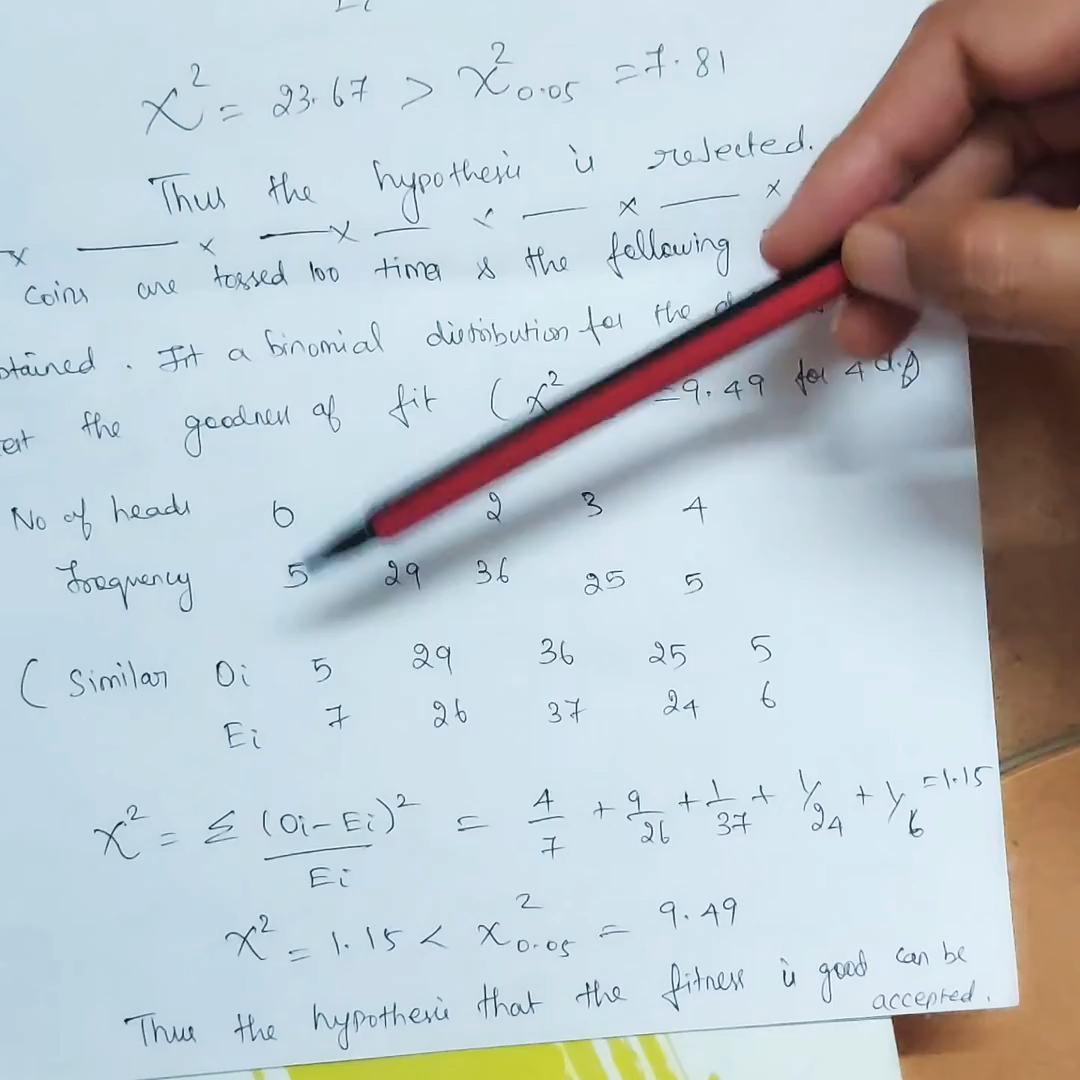 χ² = 23.67 > χ²0.05 = 7.81
Thus the hypothesis is rejected.
x —— x —— x —— x —— x —— x
Coins are tossed 100 times & the following
otained. Fit a binomial distribution for the
the goodness of fit (χ² = 9.49 for 4 d.f)
No of heads 0 2 3 4
Frequency 5 29 36 25 5
(Similar Oi 5 29 36 25 5
Ei 7 26 37 24 6
χ² = Σ (Oi-Ei)²/Ei = 4/7 + 9/26 + 1/37 + 1/24 + 1/6 = 1.15
χ² = 1.15 < χ²0.05 = 9.49
Thus the hypothesis that the fitness is good can be
accepted.